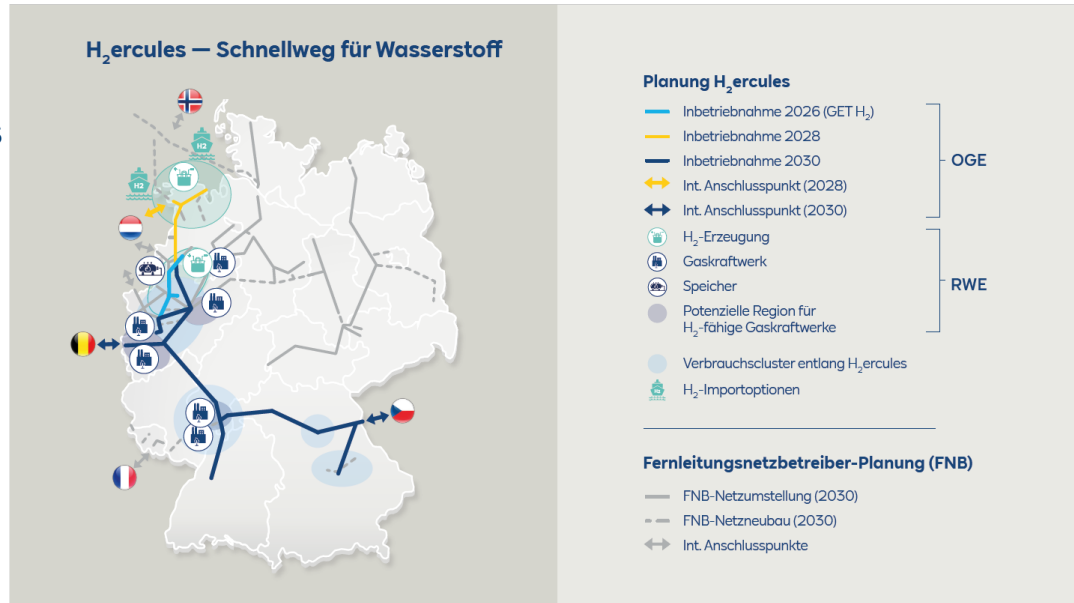 H₂ercules — Schnellweg für Wasserstoff
H2
H2
Planung H₂ercules
Inbetriebnahme 2026 (GET H₂)
Inbetriebnahme 2028
Inbetriebnahme 2030
Int. Anschlusspunkt (2028)
Int. Anschlusspunkt (2030)
OGE
H₂-Erzeugung
Gaskraftwerk
Speicher
Potenzielle Region für
H₂-fähige Gaskraftwerke
RWE
Verbrauchscluster entlang H₂ercules
H₂-Importoptionen
Fernleitungsnetzbetreiber-Planung (FNB)
FNB-Netzumstellung (2030)
FNB-Netzneubau (2030)
Int. Anschlusspunkte